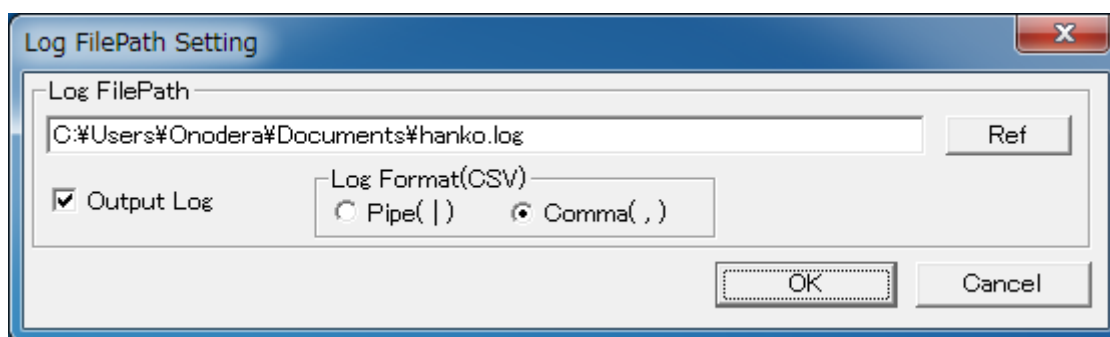 Log FilePath Setting
Log FilePath
C:¥Users¥Onodera¥Documents¥hanko.log
Ref
Output Log
Log Format(CSV)
Pipe( | )
Comma( , )
OK
Cancel